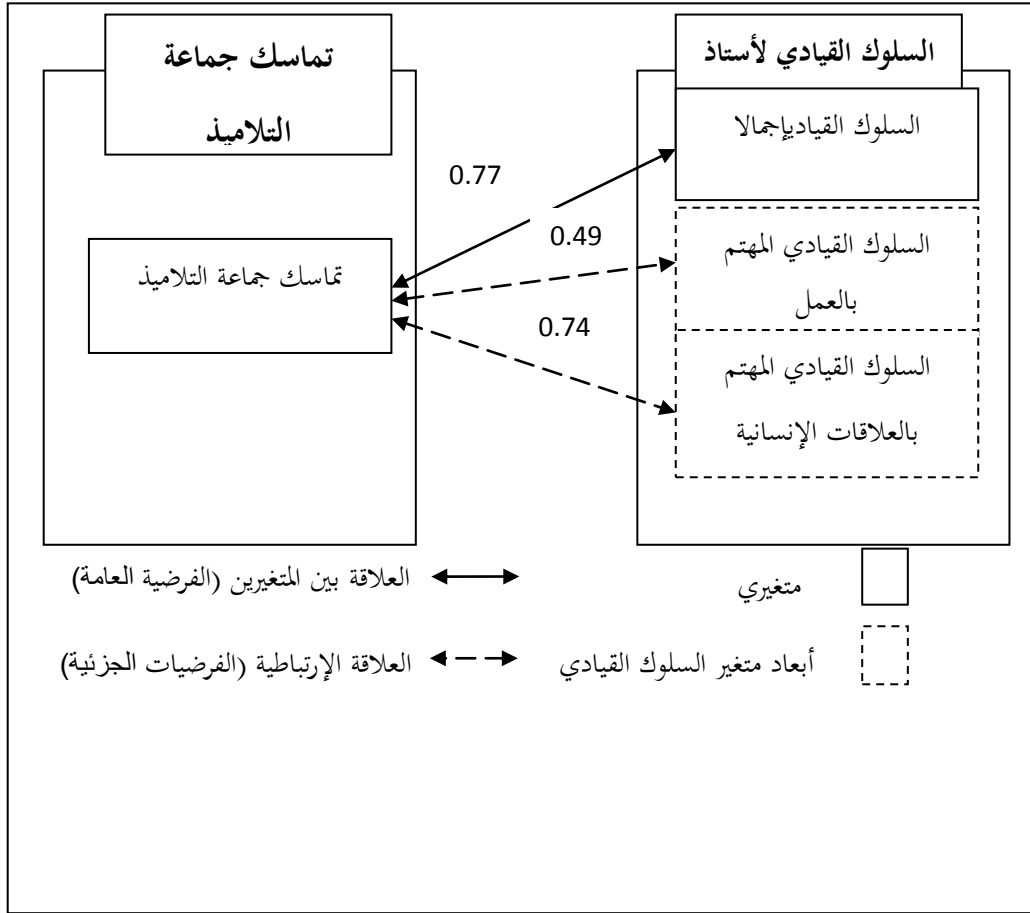 السلوك القيادي لأستاذ
السلوك القياديإجمالا
السلوك القيادي المهتم
بالعمل
السلوك القيادي المهتم
بالعلاقات الإنسانية
تماسك جماعة
التلاميذ
تماسك جماعة التلاميذ
0.77
0.49
0.74
متغيري
العلاقة بين المتغيرين (الفرضية العامة)
أبعاد متغير السلوك القيادي
العلاقة الإرتباطية (الفرضيات الجزئية)